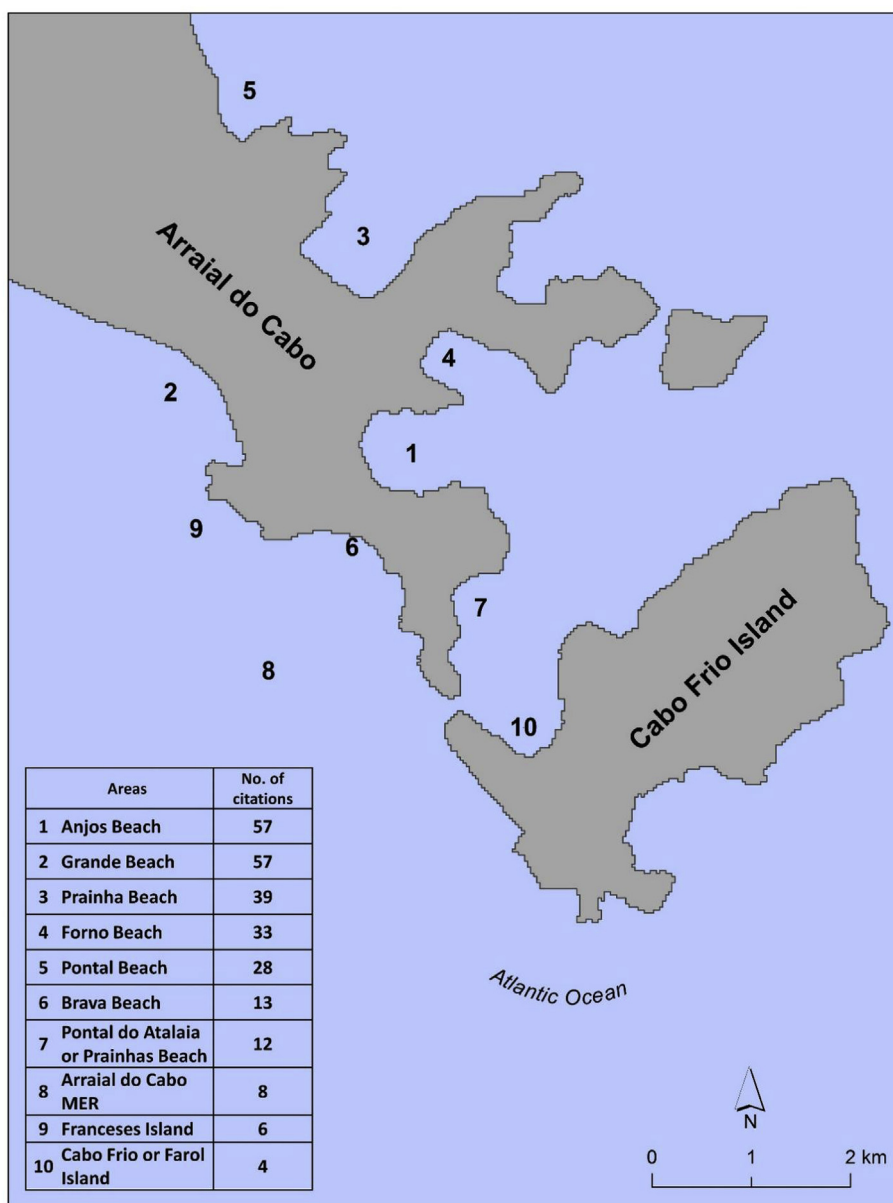 5
3
Arraial do Cabo
4
2
1
9
6
7
8
10
Cabo Frio Island
Areas No. of citations
1 Anjos Beach 57
2 Grande Beach 57
3 Prainha Beach 39
4 Forno Beach 33
5 Pontal Beach 28
6 Brava Beach 13
7 Pontal do Atalaia or Prainhas Beach 12
8 Arraial do Cabo MER 8
9 Franceses Island 6
10 Cabo Frio or Farol Island 4
Atlantic Ocean
N
0 1 2 km